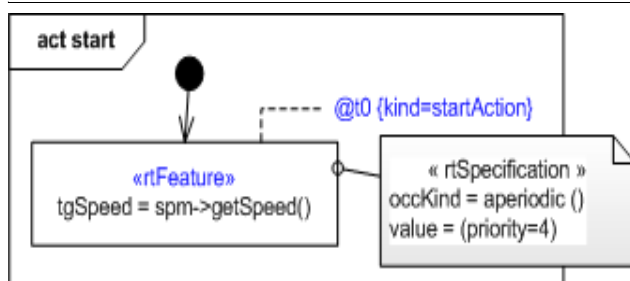 act start
@t0 {kind=startAction}
«rtFeature»
tgSpeed = spm->getSpeed()
« rtSpecification »
occKind = aperiodic ()
value = (priority=4)